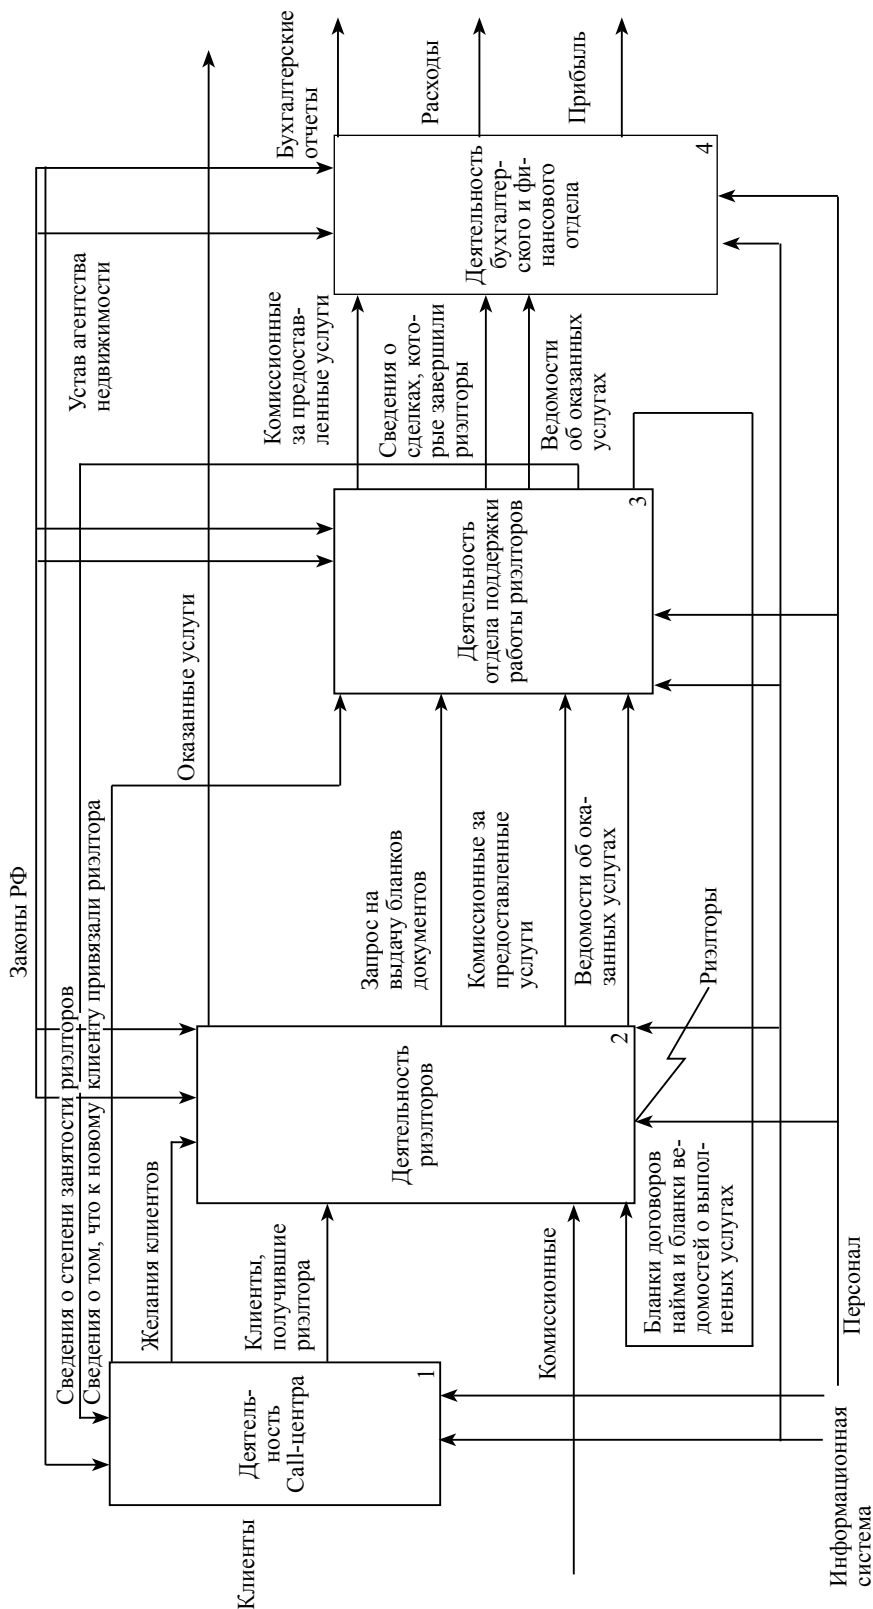 Законы РФ
Устав агентства
недвижимости
Сведения о степени занятости риэлторов
Сведения о том, что к новому клиенту привязали риэлтора
Желания клиентов
Оказанные услуги
Клиенты
Деятель-
ность
Call-центра
1
Клиенты,
получившие
риэлтора
Комиссионные
Деятельность
риэлторов
2
Запрос на
выдачу бланков
документов
Комиссионные за
предоставленные
услуги
Ведомости об ока-
занных услугах
Риэлторы
Бланки договоров
найма и бланки ве-
домостей о выпол-
неных услугах
Деятельность
отдела поддержки
работы риэлторов
3
Комиссионные
за предостав-
ленные услуги
Сведения о
сделках, кото-
рые завершили
риэлторы
Ведомости
об оказанных
услугах
Деятельность
бухгалтер-
ского и фи-
нансового
отдела
4
Бухгалтерские
отчеты
Расходы
Прибыль
Информационная
система
Персонал